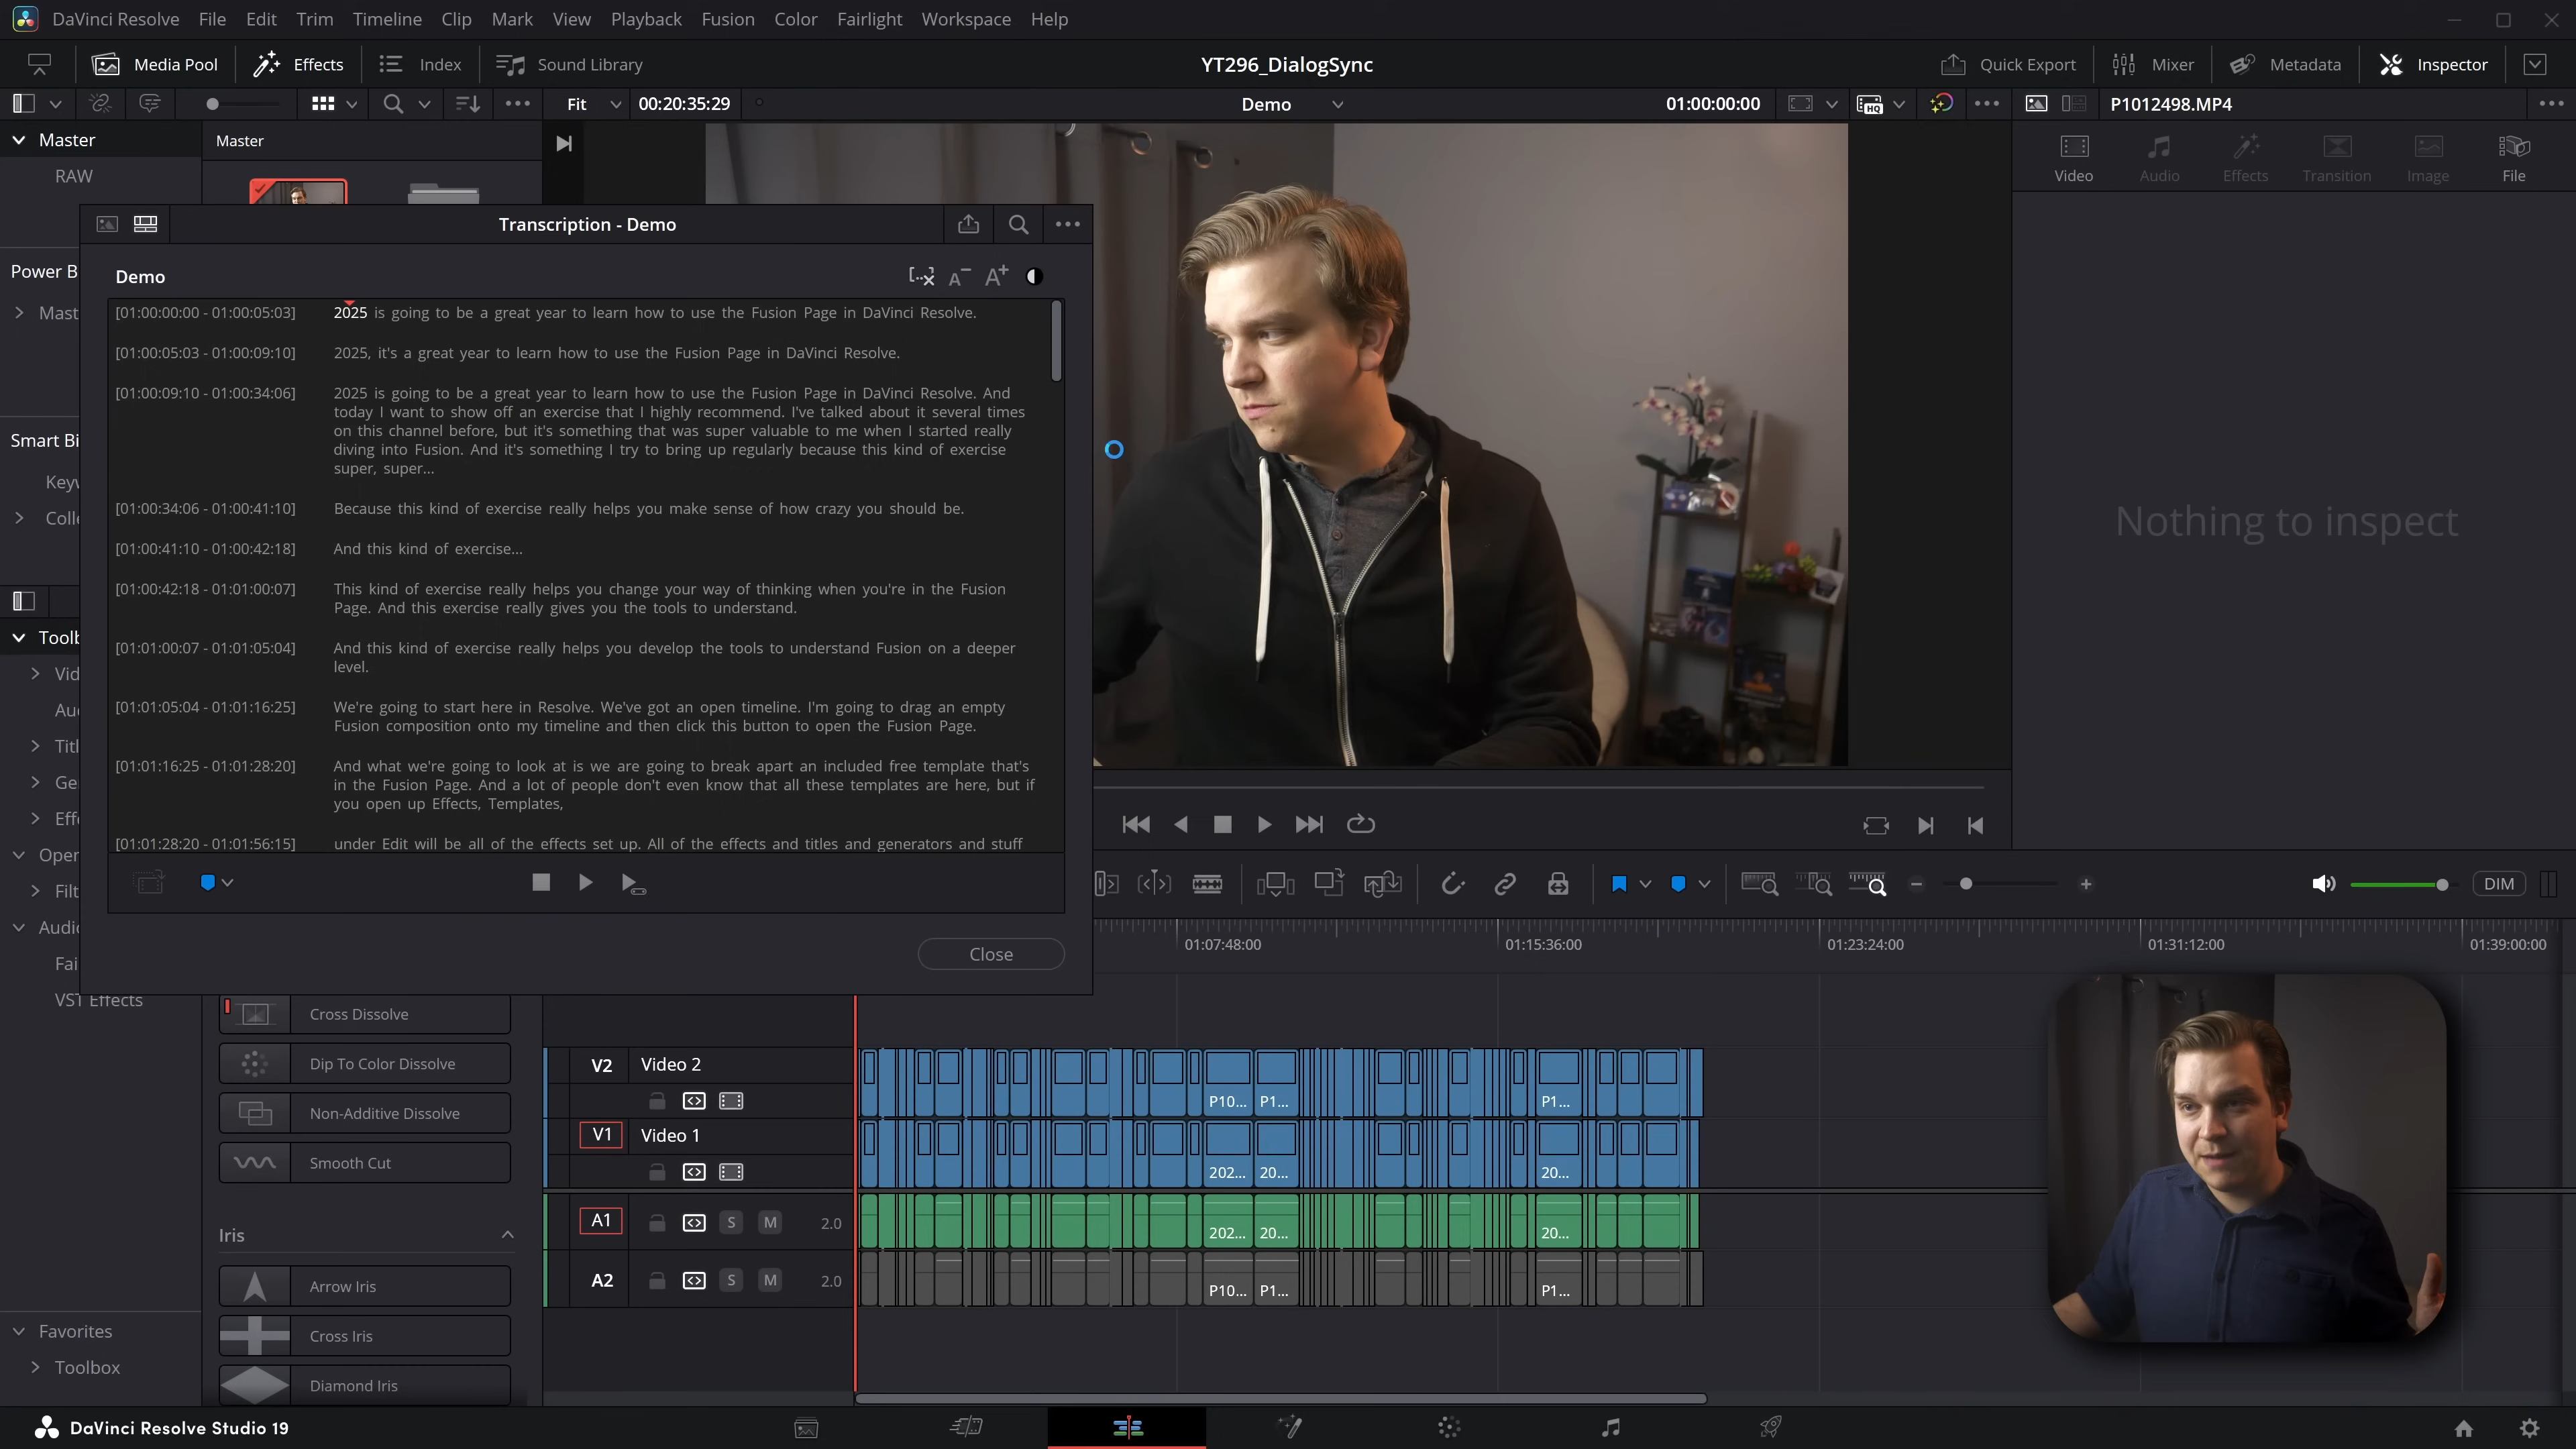 DaVinci Resolve File Edit Trim Timeline Clip Mark View Playback Fusion Color Fairlight Workspace Help
Media Pool Effects Index Sound Library YT296_DialogSync Quick Export Mixer Metadata Inspector
Fit 00:20:35:29 Demo 01:00:00:00 HQ P1012498.MP4
Master
Master
RAW
Video Audio Effects Transition Image File
Transcription - Demo
Power B
Mast
Smart Bi
Keyw
Colle
Demo
A− A+
[01:00:00:00 - 01:00:05:03] 2025 is going to be a great year to learn how to use the Fusion Page in DaVinci Resolve.
[01:00:05:03 - 01:00:09:10] 2025, it's a great year to learn how to use the Fusion Page in DaVinci Resolve.
[01:00:09:10 - 01:00:34:06] 2025 is going to be a great year to learn how to use the Fusion Page in DaVinci Resolve. And
today I want to show off an exercise that I highly recommend. I've talked about it several times
on this channel before, but it's something that was super valuable to me when I started really
diving into Fusion. And it's something I try to bring up regularly because this kind of exercise
super, super...
[01:00:34:06 - 01:00:41:10] Because this kind of exercise really helps you make sense of how crazy you should be.
[01:00:41:10 - 01:00:42:18] And this kind of exercise...
[01:00:42:18 - 01:01:00:07] This kind of exercise really helps you change your way of thinking when you're in the Fusion
Page. And this exercise really gives you the tools to understand.
[01:01:00:07 - 01:01:05:04] And this kind of exercise really helps you develop the tools to understand Fusion on a deeper
level.
[01:01:05:04 - 01:01:16:25] We're going to start here in Resolve. We've got an open timeline. I'm going to drag an empty
Fusion composition onto my timeline and then click this button to open the Fusion Page.
[01:01:16:25 - 01:01:28:20] And what we're going to look at is we are going to break apart an included free template that's
in the Fusion Page. And a lot of people don't even know that all these templates are here, but if
you open up Effects, Templates,
[01:01:28:20 - 01:01:56:15] under Edit will be all of the effects set up. All of the effects and titles and generators and stuff
Close
Nothing to inspect
Toolb
Vid
Au
Titl
Ge
Effe
Oper
Filt
Audio
Fai
VST Effects
DIM
01:07:48:00 01:15:36:00 01:23:24:00 01:31:12:00 01:39:00:00
Cross Dissolve
Dip To Color Dissolve
Non-Additive Dissolve
Smooth Cut
Iris
Arrow Iris
Cross Iris
Diamond Iris
Favorites
Toolbox
V2 Video 2
P10... P1... P1...
V1 Video 1
202... 20... 20...
A1 S M 2.0
202... 20... 20...
A2 S M 2.0
P10... P1... P1...
DaVinci Resolve Studio 19